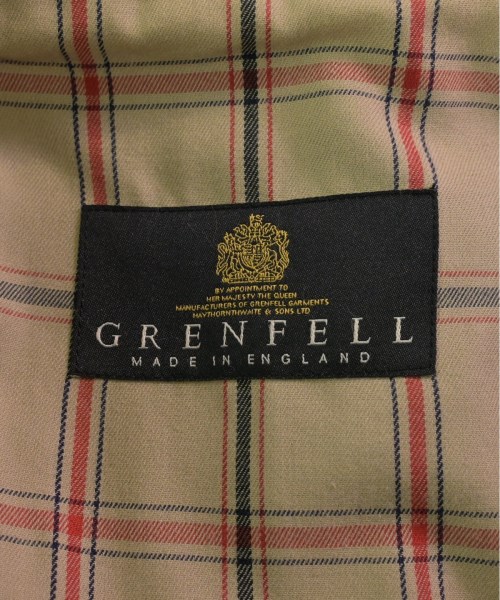 BY APPOINTMENT TO
HER MAJESTY THE QUEEN
MANUFACTURERS OF GRENFELL GARMENTS
HAYTHORNTHWAITE & SONS LTD
GRENFELL
MADE IN ENGLAND